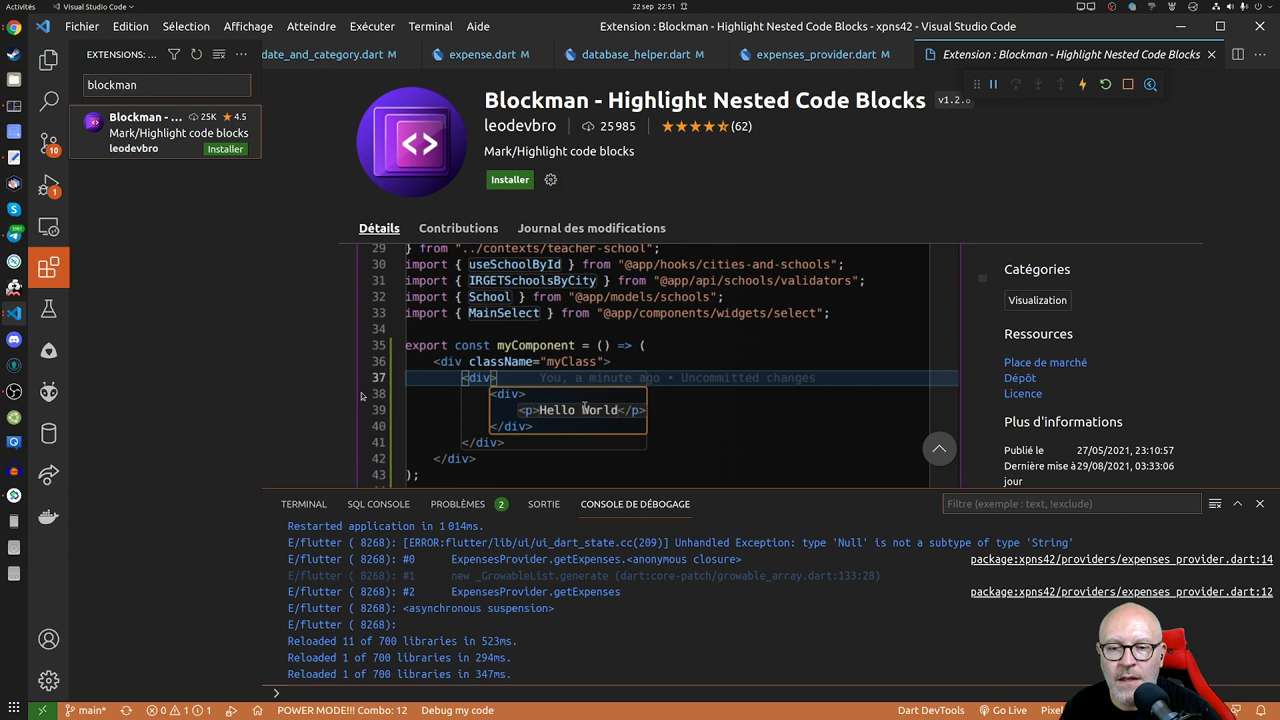 Activités
Visual Studio Code
22 sep 22:51
Fichier Edition Sélection Affichage Atteindre Exécuter Terminal Aide
Extension : Blockman - Highlight Nested Code Blocks - xpns42 - Visual Studio Code
EXTENSIONS: ...
date_and_category.dart M
expense.dart M
database_helper.dart M
expenses_provider.dart M
Extension : Blockman - Highlight Nested Code Blocks
blockman
Blockman - ... 25K 4.5
Mark/Highlight code blocks
leodevbro
Installer
Blockman - Highlight Nested Code Blocks
leodevbro 25 985 (62)
Mark/Highlight code blocks
Installer
Détails Contributions Journal des modifications
29 } from "../contexts/teacher-school";
30 import { useSchoolById } from "@app/hooks/cities-and-schools";
31 import { IRGETSchoolsByCity } from "@app/api/schools/validators";
32 import { School } from "@app/models/schools";
33 import { MainSelect } from "@app/components/widgets/select";
34
35 export const myComponent = () => (
36 <div className="myClass">
37 <div> You, a minute ago • Uncommitted changes
38 <div>
39 <p>Hello World</p>
40 </div>
41 </div>
42 </div>
43 );
Catégories
Visualization
Ressources
Place de marché
Dépôt
Licence
Plus d'informations
Publié le 27/05/2021, 23:10:57
Dernière mise à 29/08/2021, 03:33:06
jour
10
1
TERMINAL SQL CONSOLE PROBLÈMES 2 SORTIE CONSOLE DE DÉBOGAGE
Filtre (exemple : text, !exclude)
Restarted application in 1 014ms.
E/flutter ( 8268): [ERROR:flutter/lib/ui/ui_dart_state.cc(209)] Unhandled Exception: type 'Null' is not a subtype of type 'String'
E/flutter ( 8268): #0 ExpensesProvider.getExpenses.<anonymous closure> package:xpns42/providers/expenses_provider.dart:14
E/flutter ( 8268): #1 new _GrowableList.generate (dart:core-patch/growable_array.dart:133:28)
E/flutter ( 8268): #2 ExpensesProvider.getExpenses package:xpns42/providers/expenses_provider.dart:12
E/flutter ( 8268): <asynchronous suspension>
E/flutter ( 8268):
Reloaded 11 of 700 libraries in 523ms.
Reloaded 1 of 700 libraries in 294ms.
Reloaded 1 of 700 libraries in 347ms.
main* 0 1 1 POWER MODE!!! Combo: 12 Debug my code
Dart DevTools Go Live Pixel